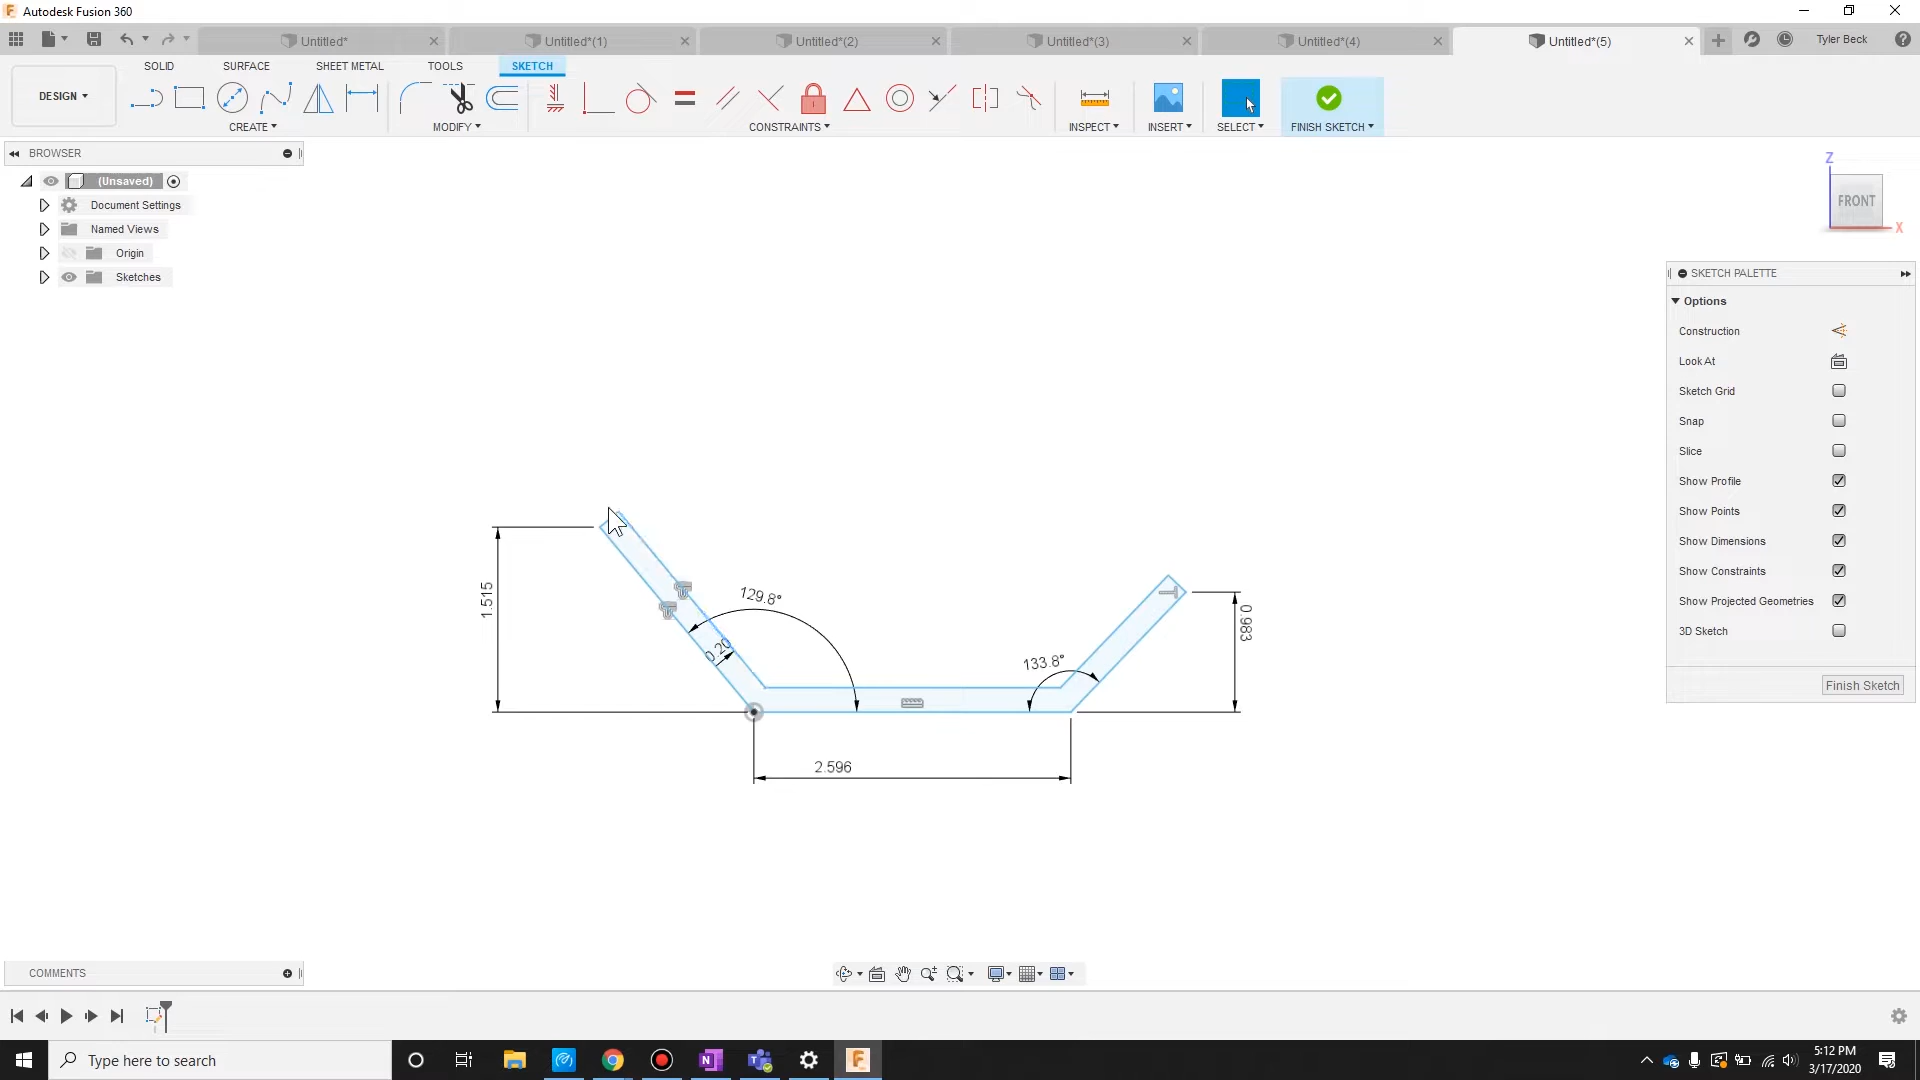 Autodesk Fusion 360
Untitled*
Untitled*(1)
Untitled*(2)
Untitled*(3)
Untitled*(4)
Untitled*(5)
Tyler Beck
SOLID
SURFACE
SHEET METAL
TOOLS
SKETCH
DESIGN
CREATE
MODIFY
CONSTRAINTS
INSPECT
INSERT
SELECT
FINISH SKETCH
BROWSER
(Unsaved)
Document Settings
Named Views
Origin
Sketches
Z
FRONT
X
SKETCH PALETTE
Options
Construction
Look At
Sketch Grid
Snap
Slice
Show Profile
Show Points
Show Dimensions
Show Constraints
Show Projected Geometries
3D Sketch
Finish Sketch
1.515
129.8°
0.20
133.8°
0.983
2.596
COMMENTS
Type here to search
5:12 PM
3/17/2020